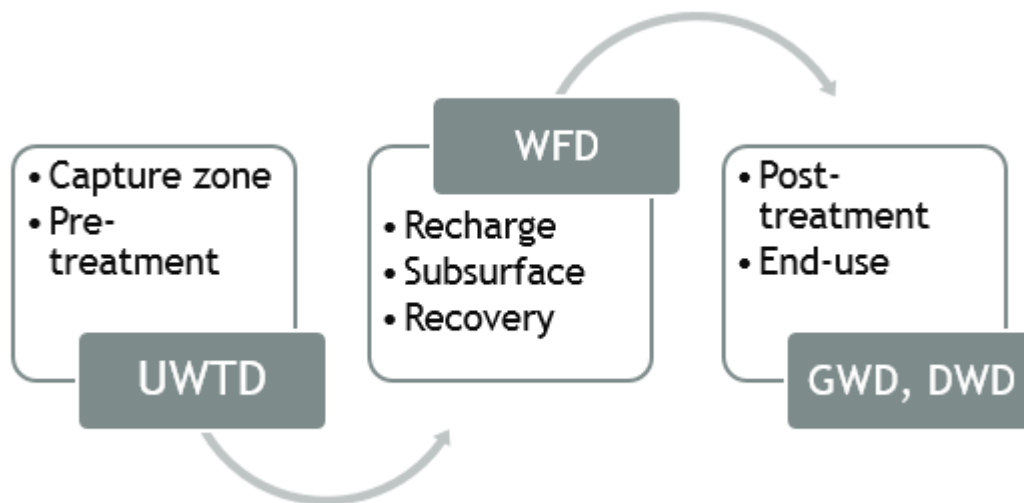 • Capture zone
• Pre-
treatment
UWTD
WFD
• Recharge
• Subsurface
• Recovery
• Post-
treatment
• End-use
GWD, DWD